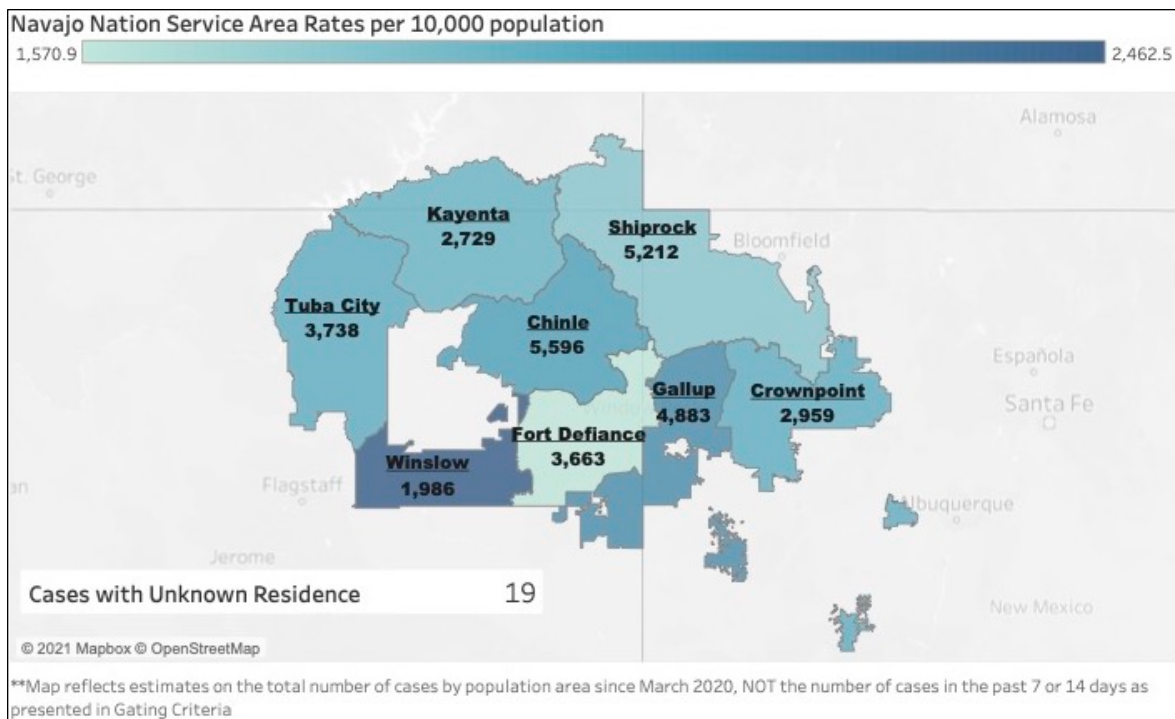 Navajo Nation Service Area Rates per 10,000 population
1,570.9
2,462.5
Alamosa
St. George
Kayenta
2,729
Shiprock
5,212
Bloomfield
Tuba City
3,738
Chinle
5,596
Española
Gallup
4,883
Crownpoint
2,959
Santa Fe
Fort Defiance
3,663
Winslow
1,986
Flagstaff
Albuquerque
Jerome
Cases with Unknown Residence 19
New Mexico
© 2021 Mapbox © OpenStreetMap
**Map reflects estimates on the total number of cases by population area since March 2020, NOT the number of cases in the past 7 or 14 days as
presented in Gating Criteria